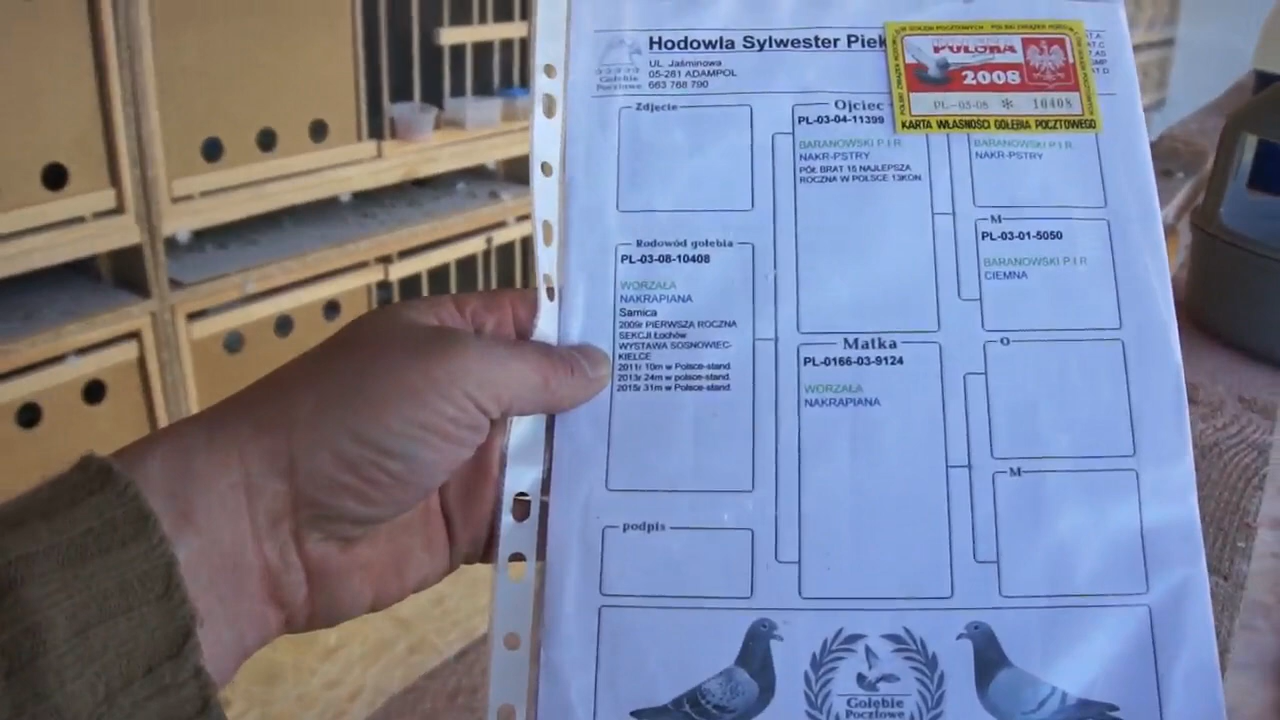 Hodowla Sylwester Piek
UL. Jaśminowa
05-281 ADAMPOL
663 768 790
Gołębie
Pocztowe
POLSKA
2008
PL-03-08 * 10408
KARTA WŁASNOŚCI GOŁĘBIA POCZTOWEGO
Zdjęcie
Rodowód gołębia
PL-03-08-10408
WORZAŁA
NAKRAPIANA
Samica
2009r PIERWSZA ROCZNA
SEKCJI Łochów
WYSTAWA SOSNOWIEC-
KIELCE
2011r 10m w Polsce-stand.
2013r 24m w polsce-stand.
2015r 31m w Polsce-stand.
podpis
Ojciec
PL-03-04-11399
BARANOWSKI P I R
NAKR-PSTRY
PÓŁ BRAT 15 NAJLEPSZA
ROCZNA W POLSCE 13KON.
Matka
PL-0166-03-9124
WORZAŁA
NAKRAPIANA
BARANOWSKI P I R
NAKR-PSTRY
M
PL-03-01-5050
BARANOWSKI P I R
CIEMNA
O
M
Gołębie
Pocztowe